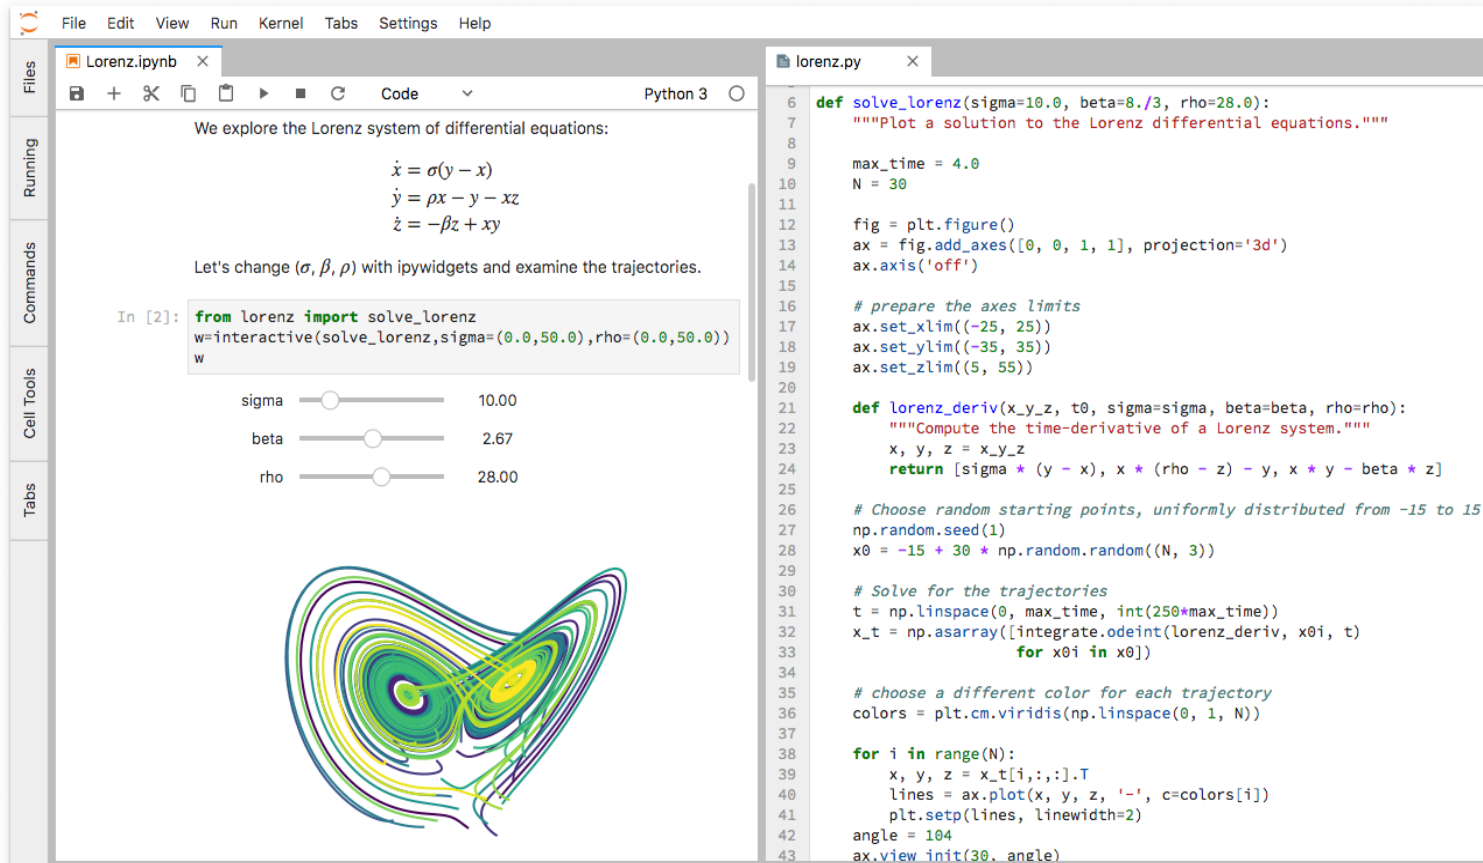 File Edit View Run Kernel Tabs Settings Help
Files
Running
Commands
Cell Tools
Tabs
Lorenz.ipynb
Code
Python 3
We explore the Lorenz system of differential equations:
ẋ = σ(y − x)
ẏ = ρx − y − xz
ż = −βz + xy
Let's change (σ, β, ρ) with ipywidgets and examine the trajectories.
In [2]: from lorenz import solve_lorenz
w=interactive(solve_lorenz,sigma=(0.0,50.0),rho=(0.0,50.0))
w
sigma 10.00
beta 2.67
rho 28.00
lorenz.py
6 def solve_lorenz(sigma=10.0, beta=8./3, rho=28.0):
7     """Plot a solution to the Lorenz differential equations."""
8
9     max_time = 4.0
10     N = 30
11
12     fig = plt.figure()
13     ax = fig.add_axes([0, 0, 1, 1], projection='3d')
14     ax.axis('off')
15
16     # prepare the axes limits
17     ax.set_xlim((-25, 25))
18     ax.set_ylim((-35, 35))
19     ax.set_zlim((5, 55))
20
21     def lorenz_deriv(x_y_z, t0, sigma=sigma, beta=beta, rho=rho):
22         """Compute the time-derivative of a Lorenz system."""
23         x, y, z = x_y_z
24         return [sigma * (y - x), x * (rho - z) - y, x * y - beta * z]
25
26     # Choose random starting points, uniformly distributed from -15 to 15
27     np.random.seed(1)
28     x0 = -15 + 30 * np.random.random((N, 3))
29
30     # Solve for the trajectories
31     t = np.linspace(0, max_time, int(250*max_time))
32     x_t = np.asarray([integrate.odeint(lorenz_deriv, x0i, t)
33                       for x0i in x0])
34
35     # choose a different color for each trajectory
36     colors = plt.cm.viridis(np.linspace(0, 1, N))
37
38     for i in range(N):
39         x, y, z = x_t[i,:,:].T
40         lines = ax.plot(x, y, z, '-', c=colors[i])
41         plt.setp(lines, linewidth=2)
42     angle = 104
43     ax.view_init(30, angle)